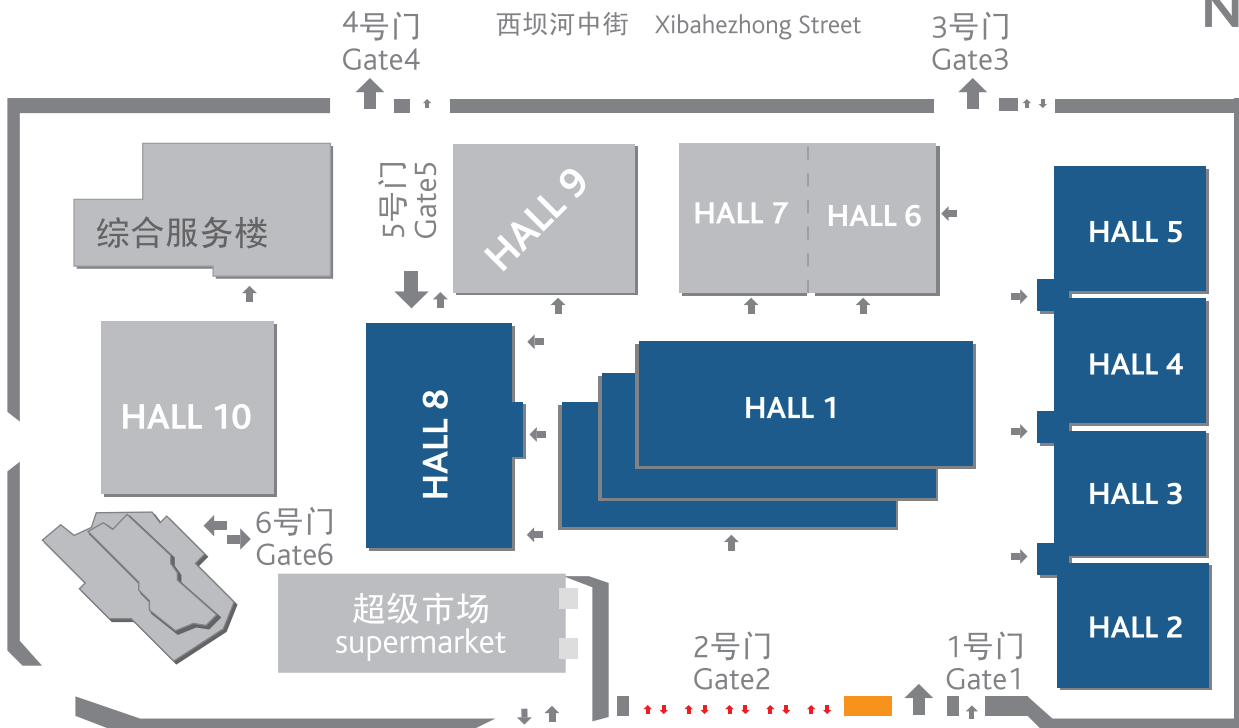 4号门
Gate4
西坝河中街 Xibahezhong Street
3号门
Gate3
N
5号门
Gate5
综合服务楼
HALL 9
HALL 7
HALL 6
HALL 5
HALL 10
HALL 8
HALL 1
HALL 4
HALL 3
6号门
Gate6
超级市场
supermarket
2号门
Gate2
1号门
Gate1
HALL 2